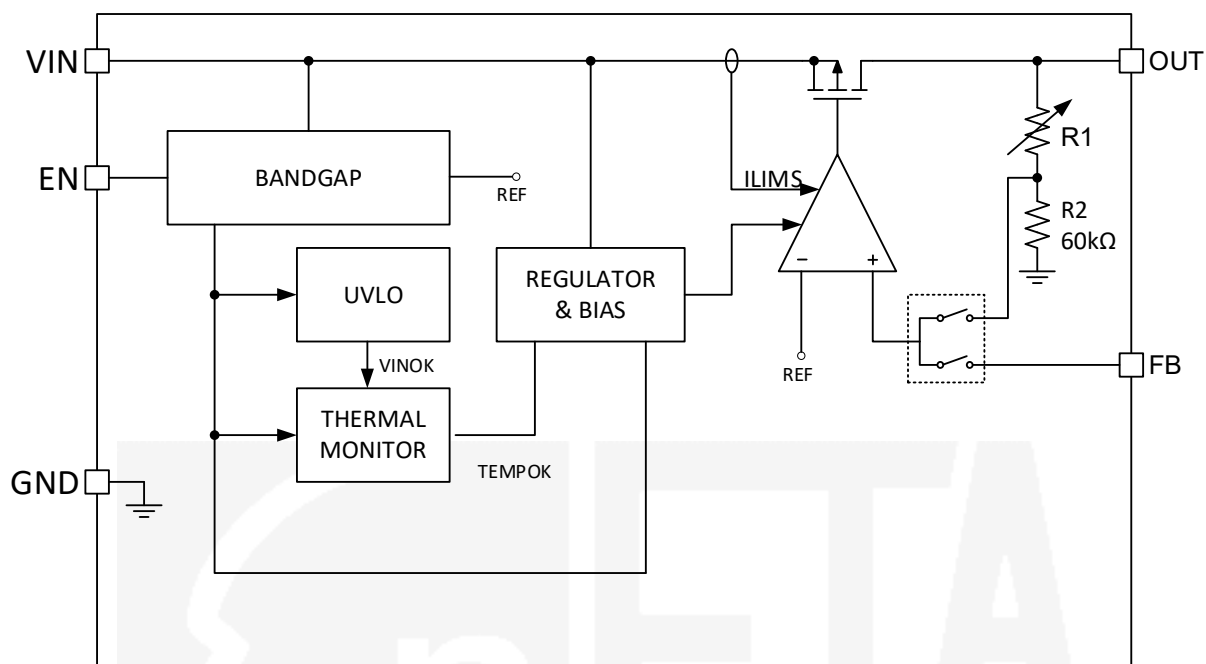 VIN
OUT
R1
EN
BANDGAP
REF
ILIMS
R2
60kΩ
UVLO
REGULATOR
& BIAS
-
+
VINOK
REF
FB
THERMAL
MONITOR
TEMPOK
GND
ETA